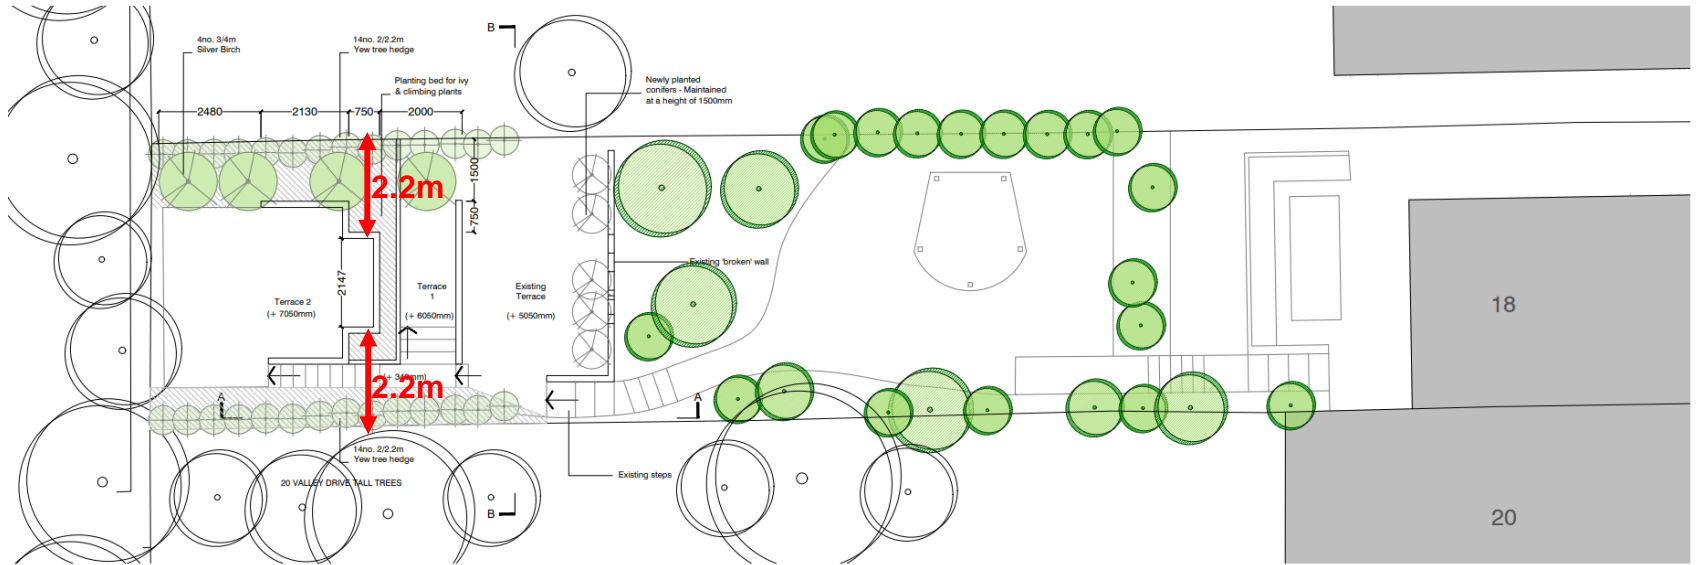 B
4no. 3/4m
Silver Birch
14no. 2/2.2m
Yew tree hedge
Planting bed for ivy
& climbing plants
Newly planted
conifers - Maintained
at a height of 1500mm
2480
2130
750
2000
1500
2.2m
750
Existing 'broken' wall
2147
Terrace 2
(+ 7050mm)
Terrace
1
(+ 6050mm)
Existing
Terrace
(+ 5050mm)
18
2.2m
A
A
14no. 2/2.2m
Yew tree hedge
Existing steps
20 VALLEY DRIVE TALL TREES
B
20